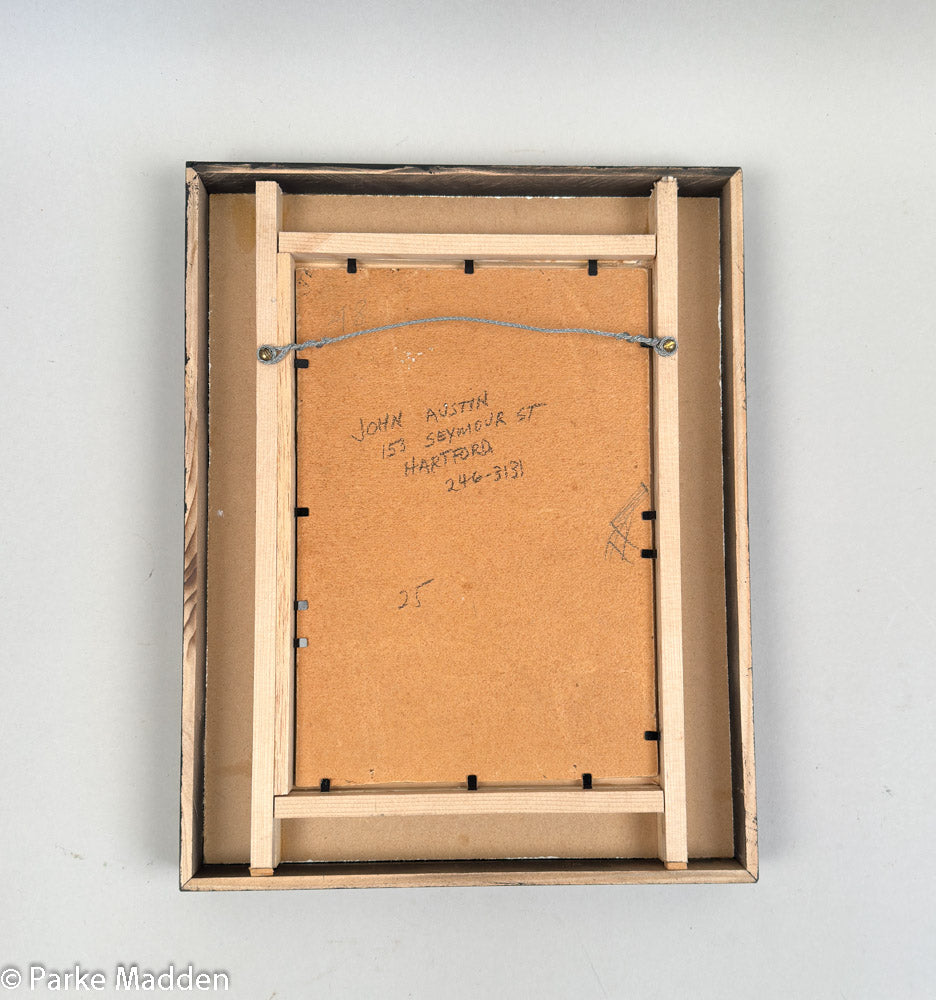 JOHN AUSTIN
153 SEYMOUR ST
HARTFORD
246-3131
25
© Parke Madden